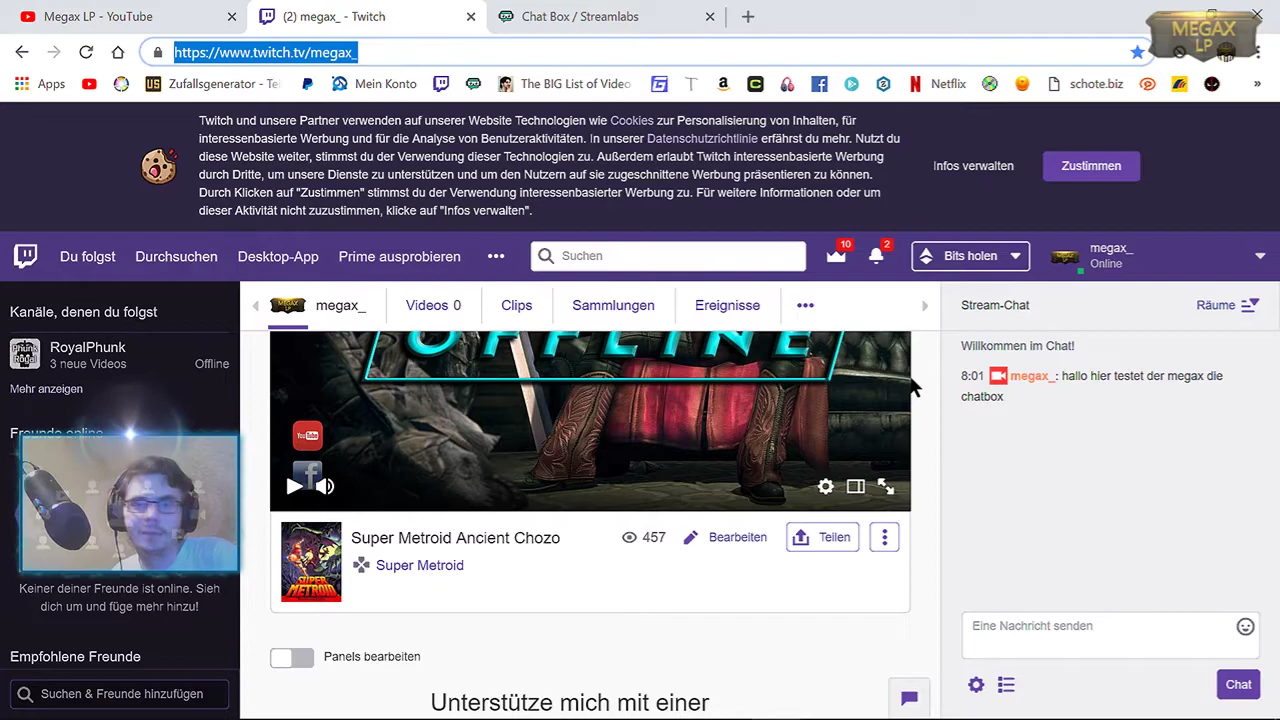 Megax LP - YouTube
(2) megax_ - Twitch
Chat Box / Streamlabs
MEGAX
LP
https://www.twitch.tv/megax_
Apps
Zufallsgenerator - Tei
Mein Konto
The BIG List of Video
Netflix
schote.biz
»
Twitch und unsere Partner verwenden auf unserer Website Technologien wie Cookies zur Personalisierung von Inhalten, für
interessenbasierte Werbung und für die Analyse von Benutzeraktivitäten. In unserer Datenschutzrichtlinie erfährst du mehr. Nutzt du
diese Website weiter, stimmst du der Verwendung dieser Technologien zu. Außerdem erlaubt Twitch interessenbasierte Werbung
durch Dritte, um unsere Dienste zu unterstützen und um den Nutzern auf sie zugeschnittene Werbung präsentieren zu können.
Durch Klicken auf "Zustimmen" stimmst du der Verwendung interessenbasierter Werbung zu. Für weitere Informationen oder um
dieser Aktivität nicht zuzustimmen, klicke auf "Infos verwalten".
Infos verwalten
Zustimmen
Du folgst
Durchsuchen
Desktop-App
Prime ausprobieren
Suchen
10
2
Bits holen
megax_
Online
Kanäle, denen du folgst
RoyalPhunk
3 neue Videos
Offline
Mehr anzeigen
Freunde online
Keiner deiner Freunde ist online. Sieh
dich um und füge mehr hinzu!
Empfohlene Freunde
Suchen & Freunde hinzufügen
megax_
Videos 0
Clips
Sammlungen
Ereignisse
OFFLINE
You Tube
Super Metroid Ancient Chozo
457
Bearbeiten
Teilen
Super Metroid
SUPER
METROID
Panels bearbeiten
Unterstütze mich mit einer
Stream-Chat
Räume
Willkommen im Chat!
8:01 megax_: hallo hier testet der megax die
chatbox
Eine Nachricht senden
Chat